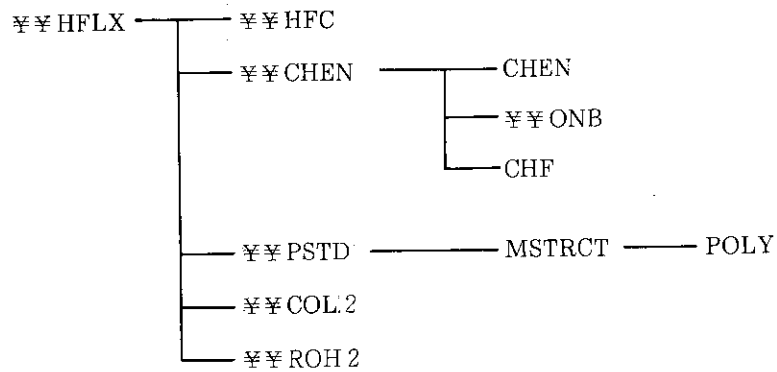 ¥¥HFLX ¥¥HFC
¥¥CHEN CHEN
¥¥ONB
CHF
¥¥PSTD MSTRCT POLY
¥¥COL2
¥¥ROH2